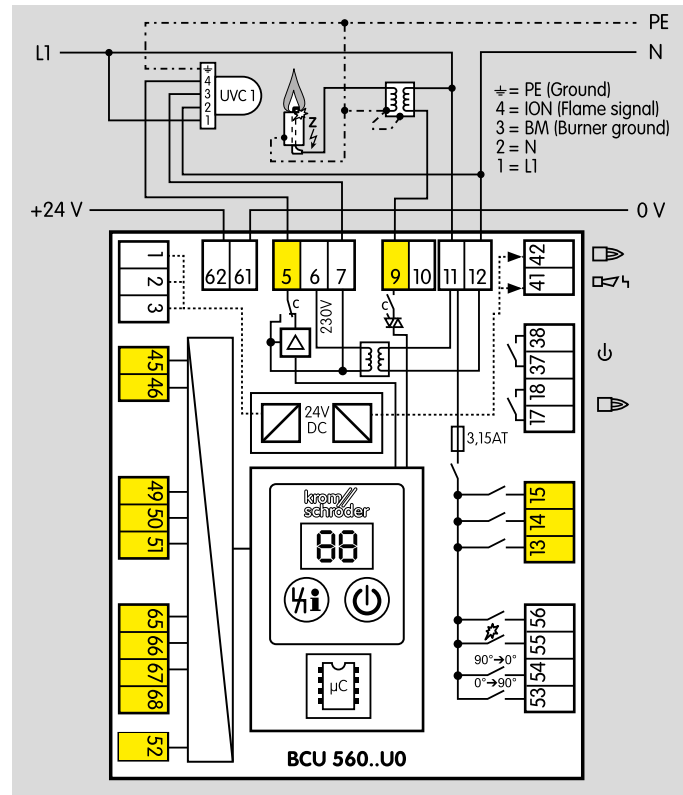 PE
L1
N
4
3
2
1
UVC 1
Z
= PE (Ground)
4 = ION (Flame signal)
3 = BM (Burner ground)
2 = N
1 = L1
+24 V
0 V
1
2
3
62 61
5 6 7
9 10
11 12
42
41
c
230V
c
38
37
18
17
45
46
24V
DC
3,15AT
49
50
51
krom
schröder
88
i
15
14
13
65
66
67
68
52
56
55
90°→0°
54
0°→90°
53
µC
BCU 560..U0